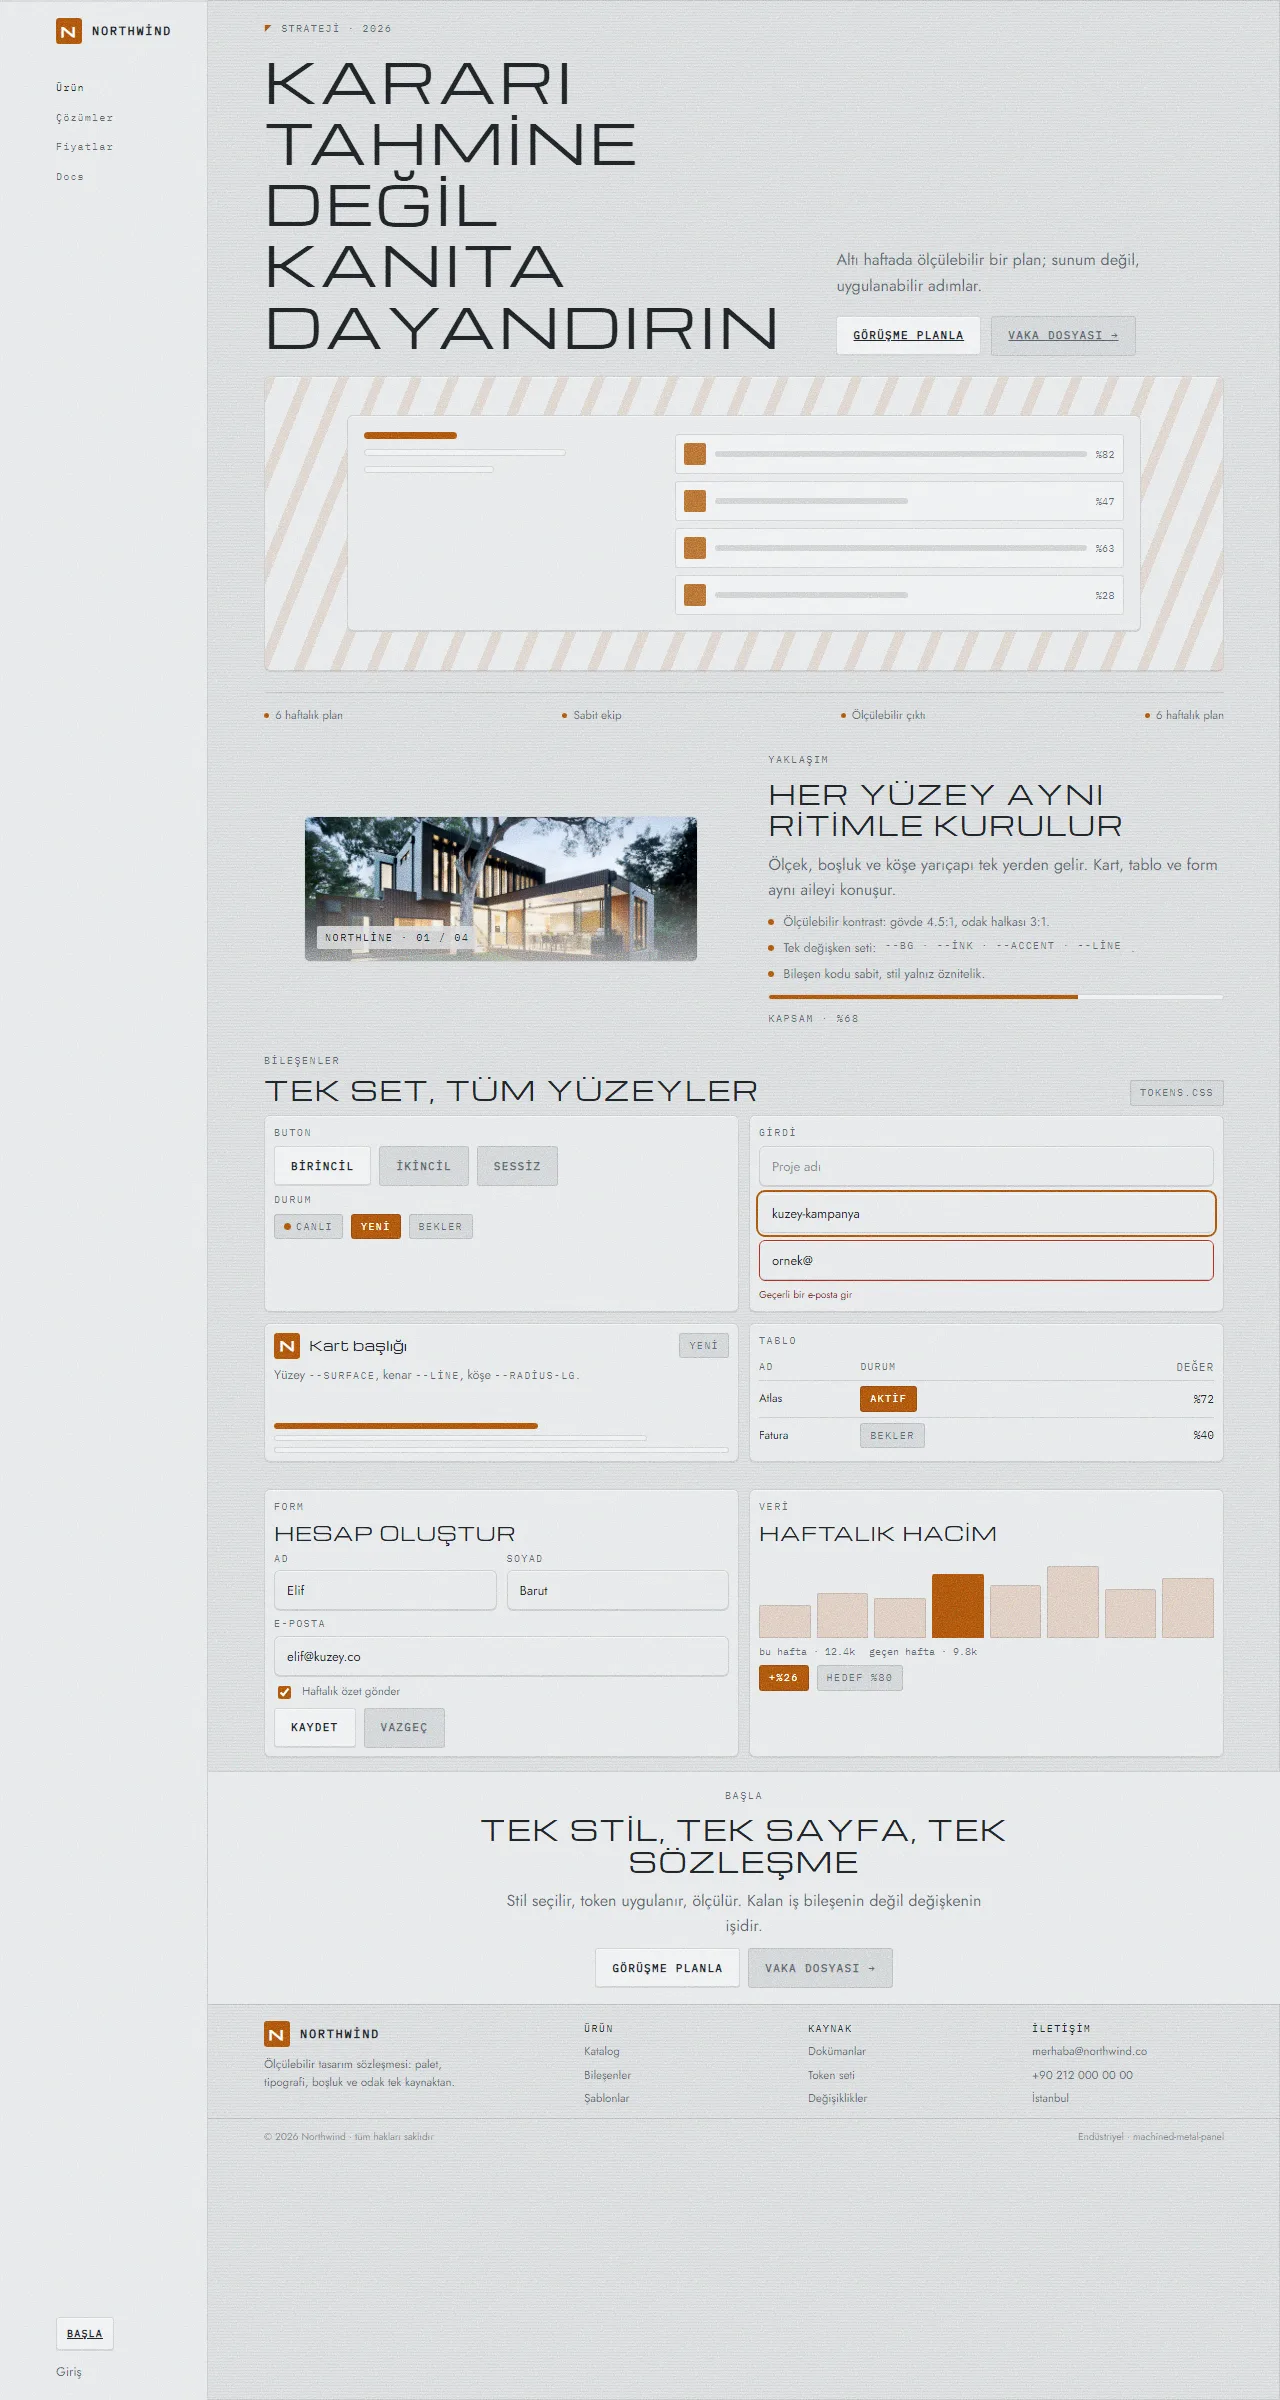 NORTHWİND
Ürün
Çözümler
Fiyatlar
Docs
STRATEJİ · 2026
KARARI
TAHMİNE
DEĞİL
KANITA
DAYANDIRIN
Altı haftada ölçülebilir bir plan; sunum değil,
uygulanabilir adımlar.
GÖRÜŞME PLANLA
VAKA DOSYASI →
%82
%47
%63
%28
6 haftalık plan
Sabit ekip
Ölçülebilir çıktı
6 haftalık plan
NORTHLİNE · 01 / 04
YAKLAŞIM
HER YÜZEY AYNI
RİTİMLE KURULUR
Ölçek, boşluk ve köşe yarıçapı tek yerden gelir. Kart, tablo ve form
aynı aileyi konuşur.
Ölçülebilir kontrast: gövde 4.5:1, odak halkası 3:1.
Tek değişken seti: --BG · --İNK · --ACCENT · --LİNE .
Bileşen kodu sabit, stil yalnız öznitelik.
KAPSAM · %68
BİLEŞENLER
TEK SET, TÜM YÜZEYLER
TOKENS.CSS
BUTON
BİRİNCİL
İKİNCİL
SESSİZ
DURUM
CANLI
YENİ
BEKLER
GİRDİ
Proje adı
kuzey-kampanya
ornek@
Geçerli bir e-posta gir
N Kart başlığı
YENİ
Yüzey --SURFACE, kenar --LİNE, köşe --RADİUS-LG.
TABLO
AD DURUM DEĞER
Atlas AKTİF %72
Fatura BEKLER %40
FORM
HESAP OLUŞTUR
AD
SOYAD
Elif
Barut
E-POSTA
elif@kuzey.co
Haftalık özet gönder
KAYDET
VAZGEÇ
VERİ
HAFTALIK HACİM
bu hafta · 12.4k geçen hafta · 9.8k
+%26
HEDEF %80
BAŞLA
TEK STİL, TEK SAYFA, TEK
SÖZLEŞME
Stil seçilir, token uygulanır, ölçülür. Kalan iş bileşenin değil değişkenin
işidir.
GÖRÜŞME PLANLA
VAKA DOSYASI →
N NORTHWİND
Ölçülebilir tasarım sözleşmesi: palet,
tipografi, boşluk ve odak tek kaynaktan.
ÜRÜN
Katalog
Bileşenler
Şablonlar
KAYNAK
Dokümanlar
Token seti
Değişiklikler
İLETİŞİM
merhaba@northwind.co
+90 212 000 00 00
İstanbul
© 2026 Northwind · tüm hakları saklıdır
Endüstriyel · machined-metal-panel
BAŞLA
Giriş